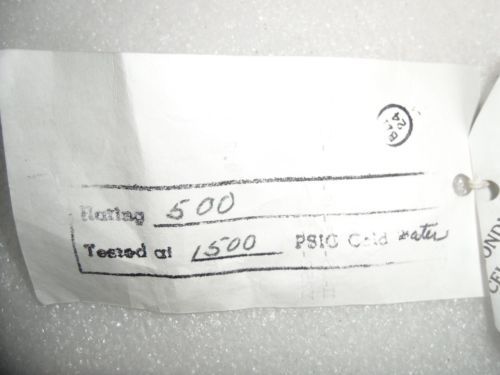 Rating 500
Tested at 1500 PSIG Cold water